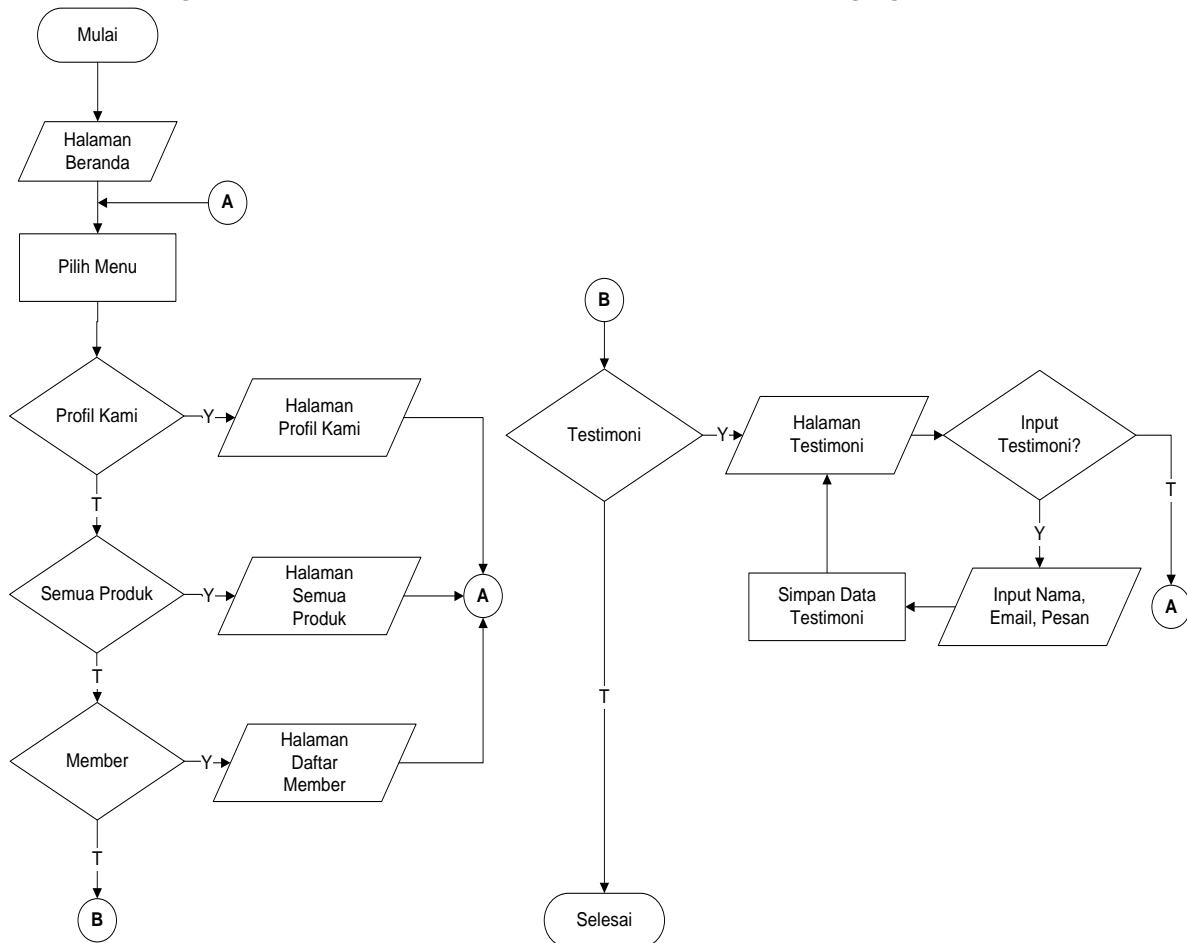 Mulai
Halaman
Beranda
A
Pilih Menu
Profil Kami
Y
Halaman
Profil Kami
T
Semua Produk
Y
Halaman
Semua
Produk
A
T
Member
Y
Halaman
Daftar
Member
T
B
B
Testimoni
Y
Halaman
Testimoni
Input
Testimoni?
T
Y
Simpan Data
Testimoni
Input Nama,
Email, Pesan
A
T
Selesai